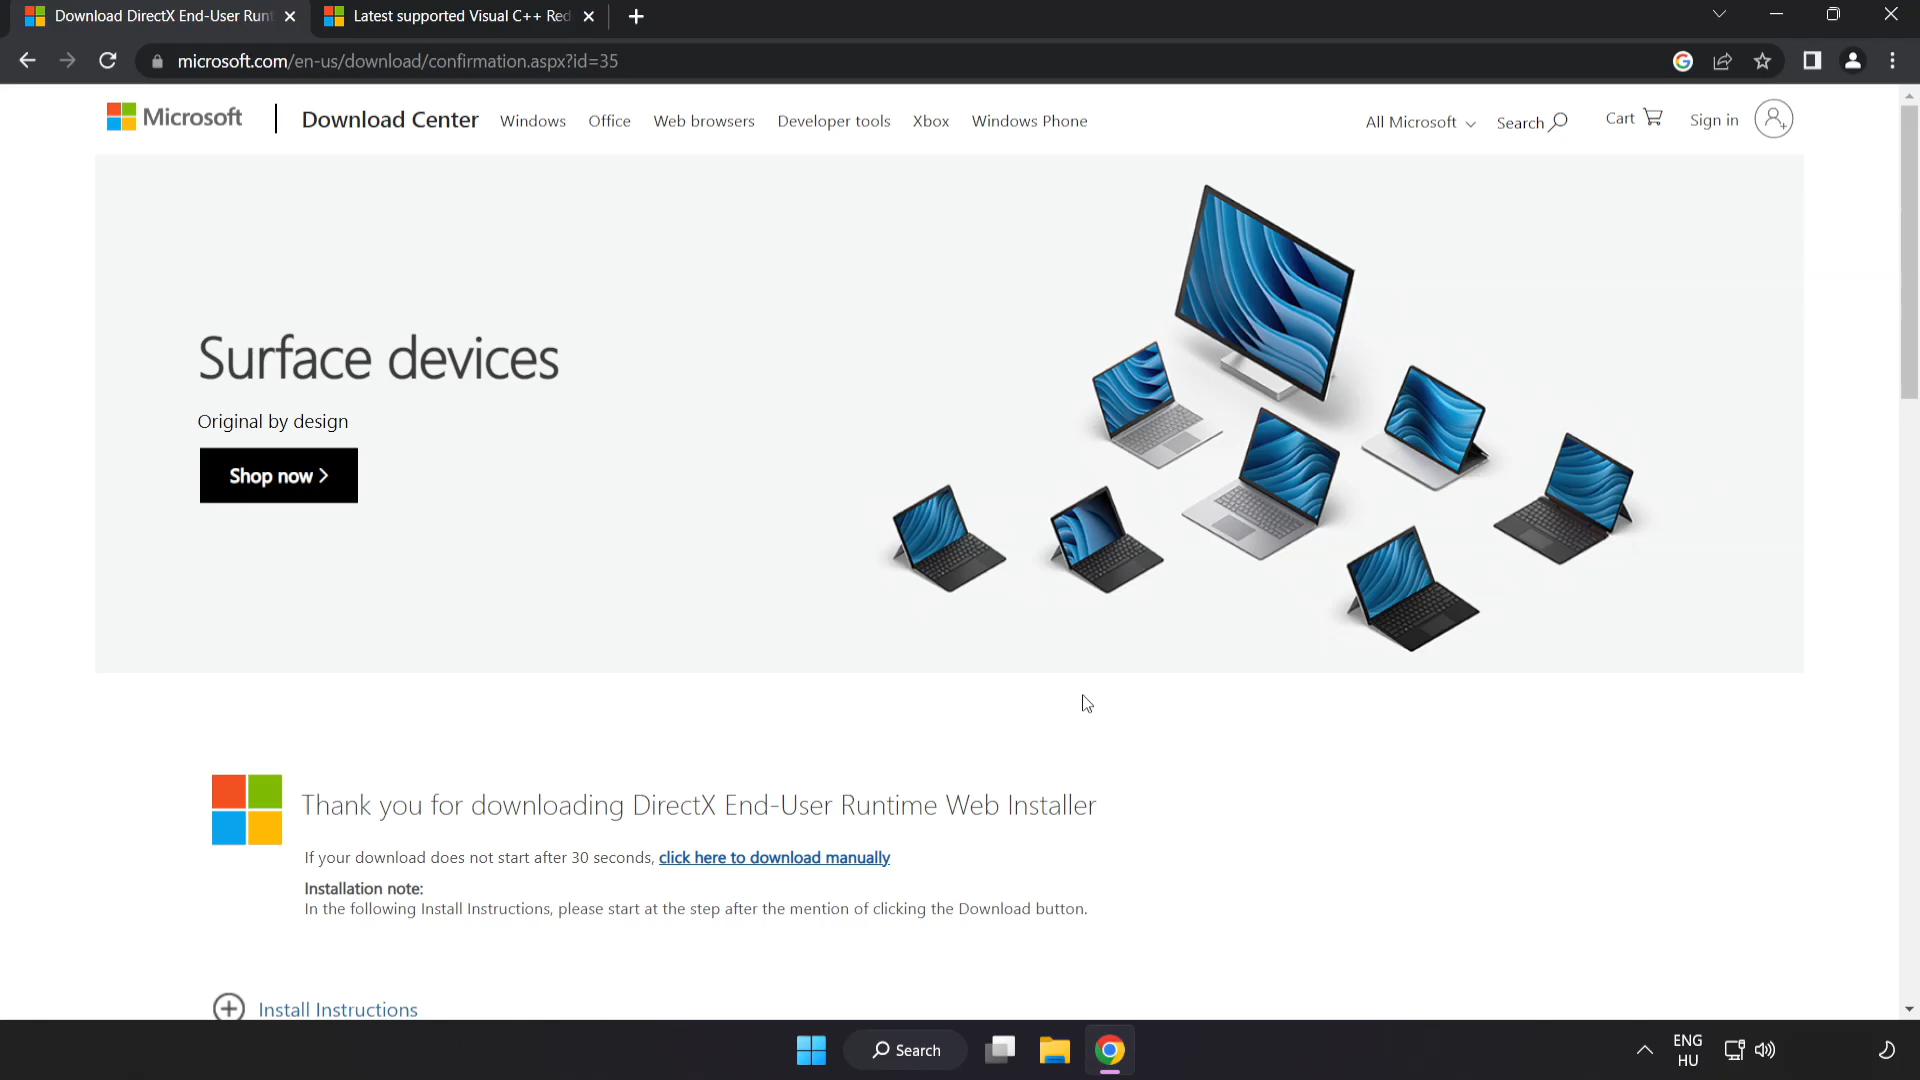 Download DirectX End-User Runt
Latest supported Visual C++ Red
microsoft.com/en-us/download/confirmation.aspx?id=35
Microsoft
Download Center
Windows
Office
Web browsers
Developer tools
Xbox
Windows Phone
All Microsoft
Search
Cart
Sign in
Surface devices
Original by design
Shop now
Thank you for downloading DirectX End-User Runtime Web Installer
If your download does not start after 30 seconds, click here to download manually
Installation note:
In the following Install Instructions, please start at the step after the mention of clicking the Download button.
Install Instructions
Search
ENG
HU